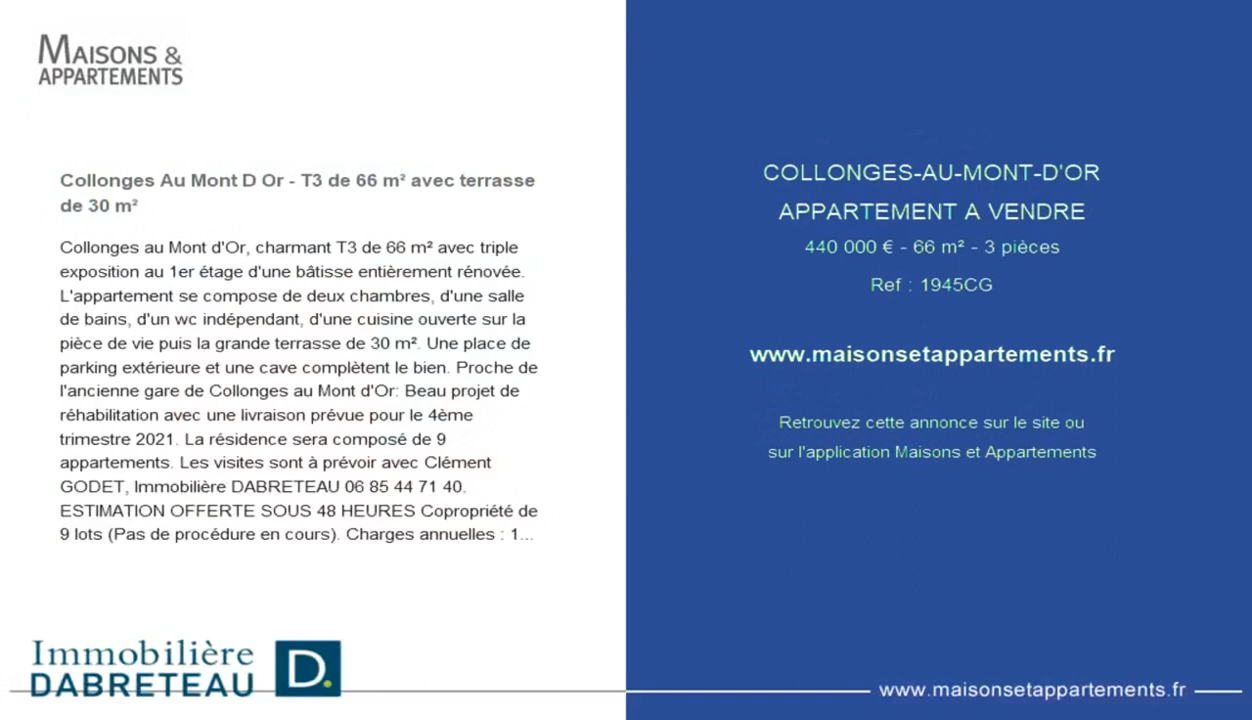 MAISONS &
APPARTEMENTS
Collonges Au Mont D Or - T3 de 66 m² avec terrasse
de 30 m²
Collonges au Mont d'Or, charmant T3 de 66 m² avec triple
exposition au 1er étage d'une bâtisse entièrement rénovée.
L'appartement se compose de deux chambres, d'une salle
de bains, d'un wc indépendant, d'une cuisine ouverte sur la
pièce de vie puis la grande terrasse de 30 m². Une place de
parking extérieure et une cave complètent le bien. Proche de
l'ancienne gare de Collonges au Mont d'Or: Beau projet de
réhabilitation avec une livraison prévue pour le 4ème
trimestre 2021. La résidence sera composé de 9
appartements. Les visites sont à prévoir avec Clément
GODET, Immobilière DABRETEAU 06 85 44 71 40.
ESTIMATION OFFERTE SOUS 48 HEURES Copropriété de
9 lots (Pas de procédure en cours). Charges annuelles : 1...
Immobilière
DABRETEAU
D.
COLLONGES-AU-MONT-D'OR
APPARTEMENT A VENDRE
440 000 € - 66 m² - 3 pièces
Ref : 1945CG
www.maisonsetappartements.fr
Retrouvez cette annonce sur le site ou
sur l'application Maisons et Appartements
www.maisonsetappartements.fr